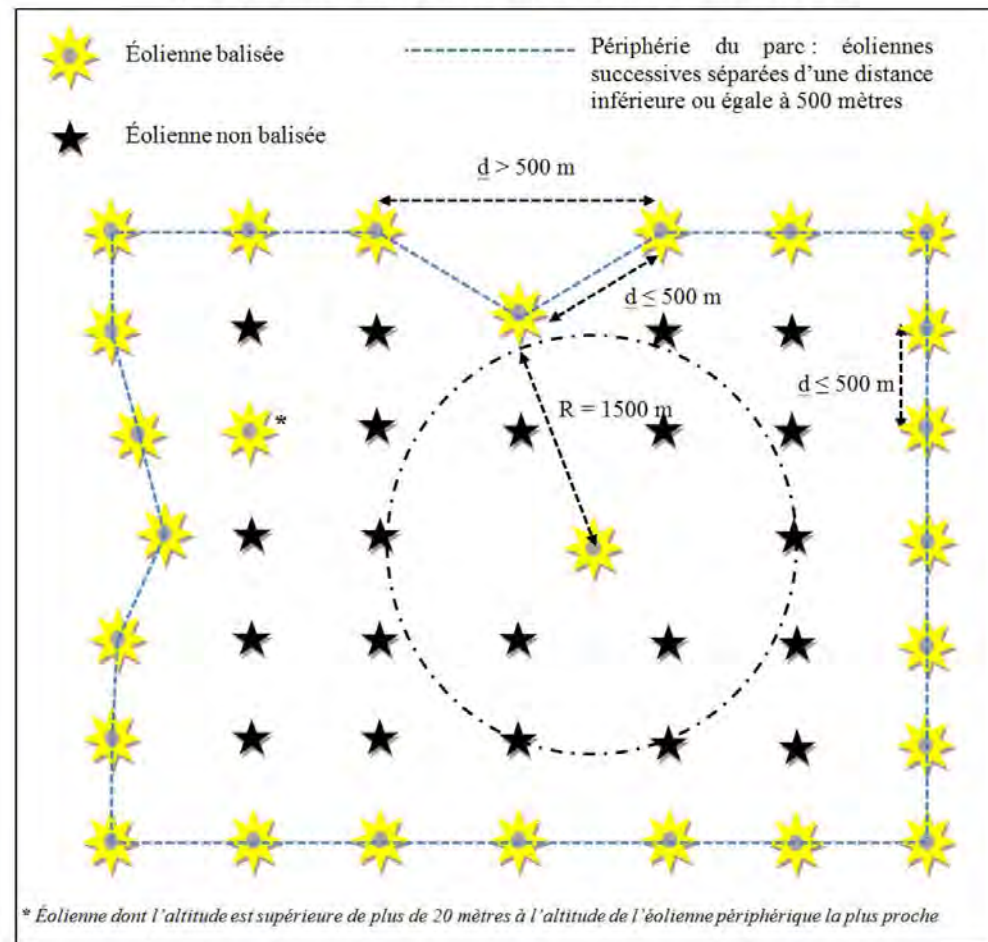 Éolienne balisée
Périphérie du parc : éoliennes
successives séparées d'une distance
inférieure ou égale à 500 mètres
Éolienne non balisée
d > 500 m
d ≤ 500 m
d ≤ 500 m
R = 1500 m
*
* Éolienne dont l'altitude est supérieure de plus de 20 mètres à l'altitude de l'éolienne périphérique la plus proche